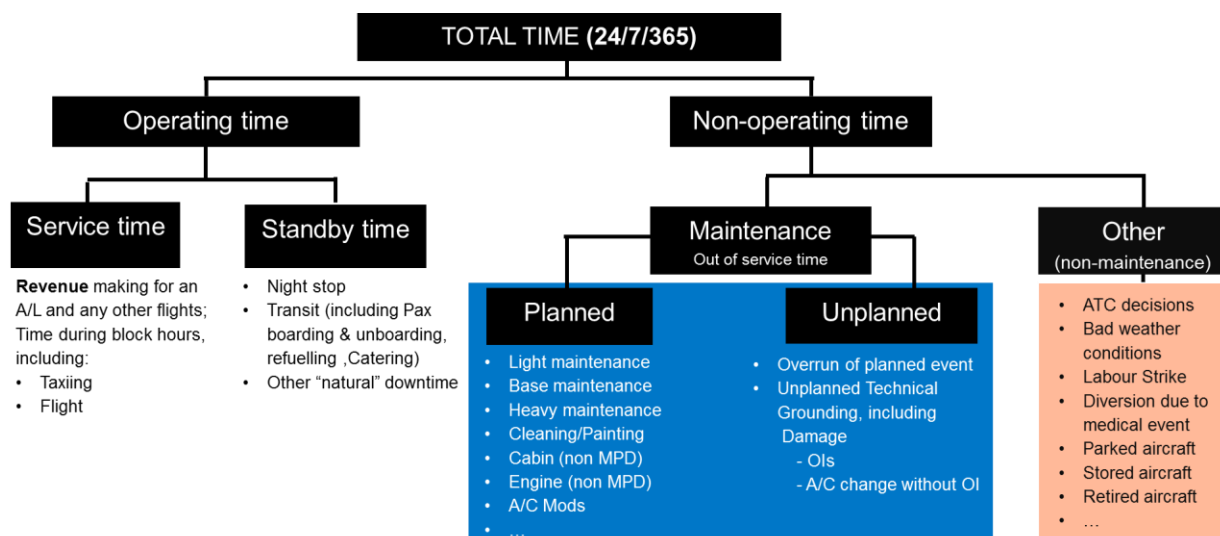 TOTAL TIME (24/7/365)
Operating time
Non-operating time
Service time
Revenue making for an
A/L and any other flights;
Time during block hours,
including:
• Taxiing
• Flight
Standby time
• Night stop
• Transit (including Pax
boarding & unboarding,
refuelling ,Catering)
• Other “natural” downtime
Maintenance
Out of service time
Planned
• Light maintenance
• Base maintenance
• Heavy maintenance
• Cleaning/Painting
• Cabin (non MPD)
• Engine (non MPD)
• A/C Mods
• ...
Unplanned
• Overrun of planned event
• Unplanned Technical
Grounding, including
Damage
- OIs
- A/C change without OI
Other
(non-maintenance)
• ATC decisions
• Bad weather
conditions
• Labour Strike
• Diversion due to
medical event
• Parked aircraft
• Stored aircraft
• Retired aircraft
• ...